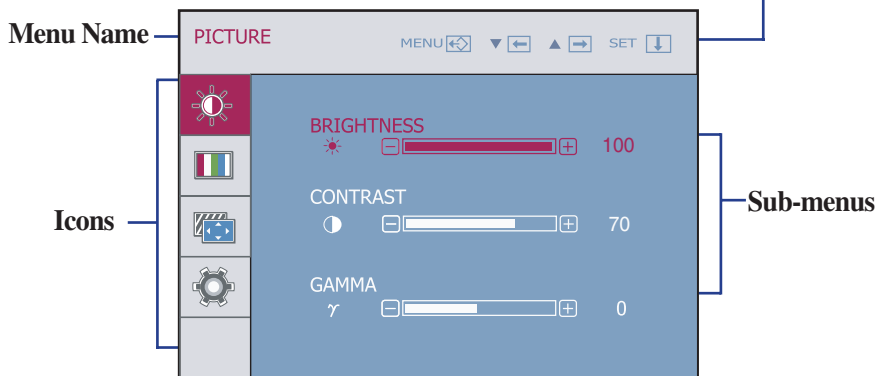 Menu Name
PICTURE
MENU ▼ ▲ SET
BRIGHTNESS
100
CONTRAST
70
Icons
Sub-menus
GAMMA
γ 0